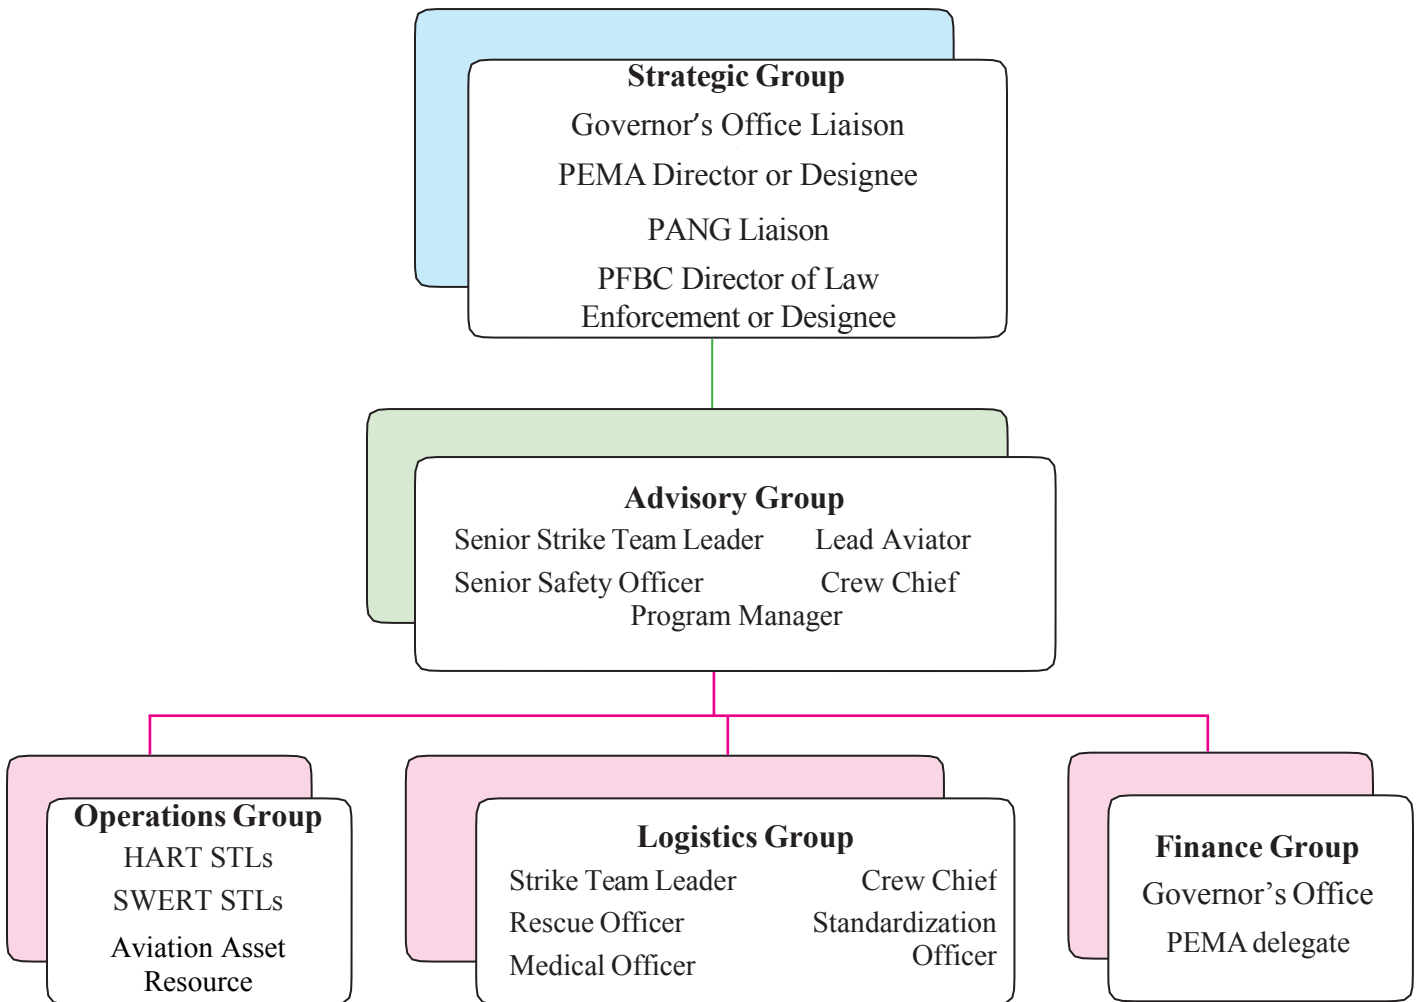 Strategic Group
Governor’s Office Liaison
PEMA Director or Designee
PANG Liaison
PFBC Director of Law
Enforcement or Designee
Advisory Group
Senior Strike Team Leader Lead Aviator
Senior Safety Officer Crew Chief
Program Manager
Operations Group
HART STLs
SWERT STLs
Aviation Asset
Resource
Logistics Group
Strike Team Leader
Rescue Officer
Medical Officer
Crew Chief
Standardization
Officer
Finance Group
Governor’s Office
PEMA delegate